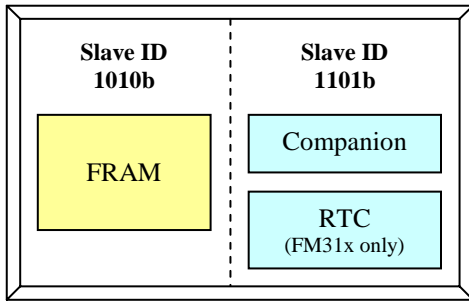 Slave ID
1010b
FRAM
Slave ID
1101b
Companion
RTC
(FM31x only)